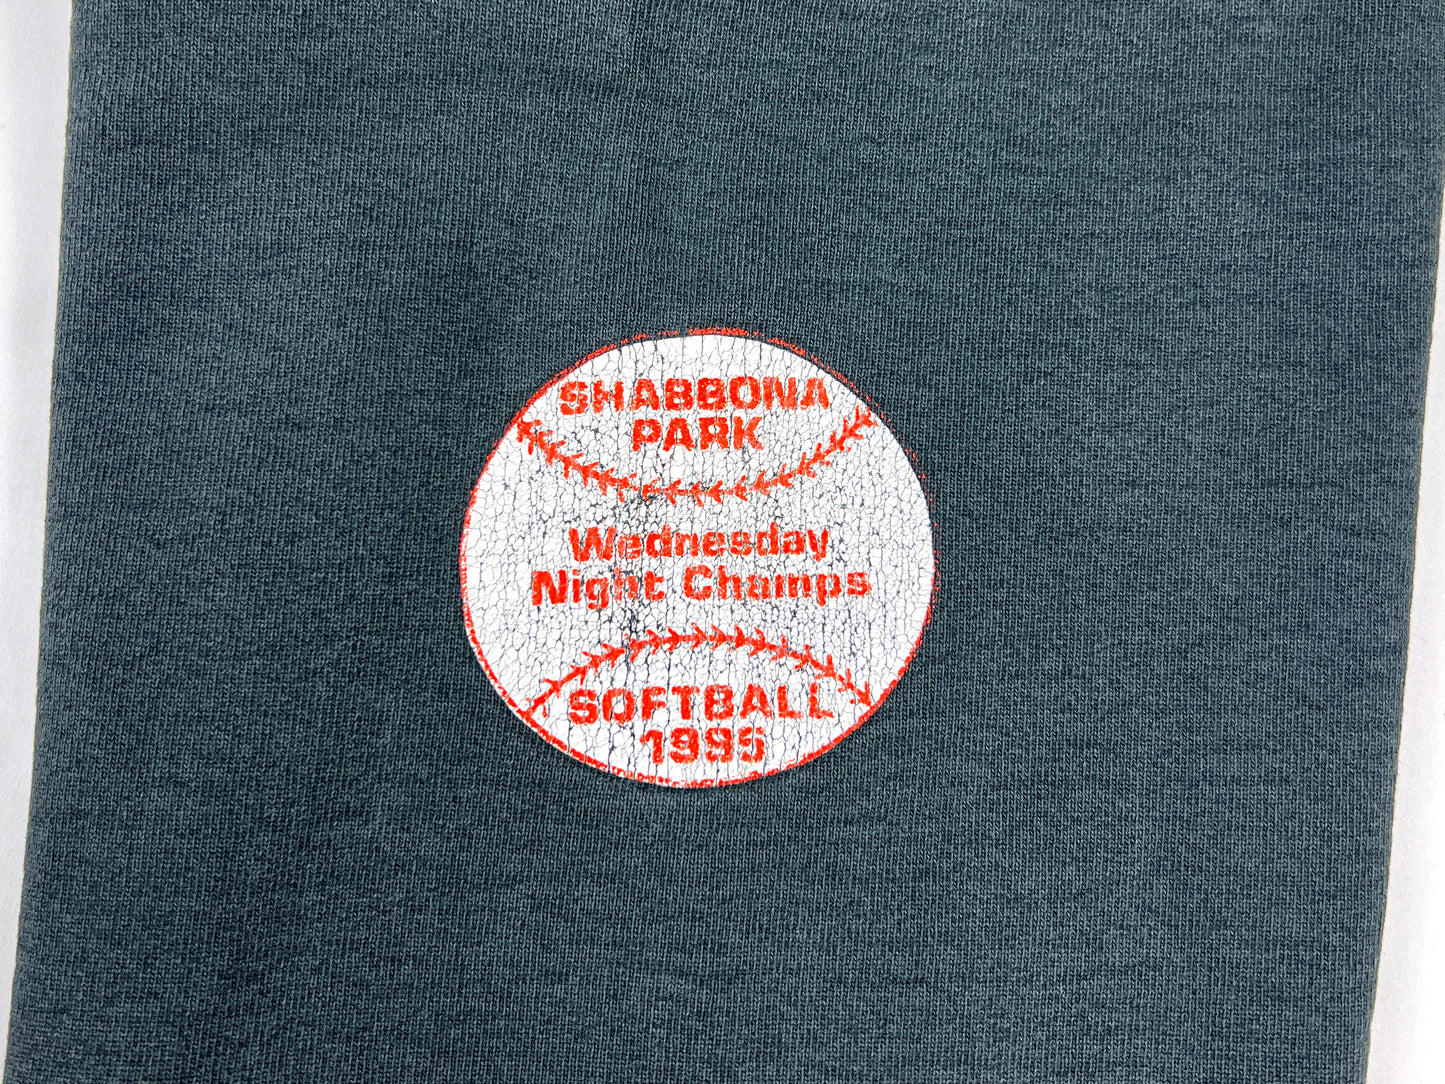 SHABBONA
PARK
Wednesday
Night Champs
SOFTBALL
1995